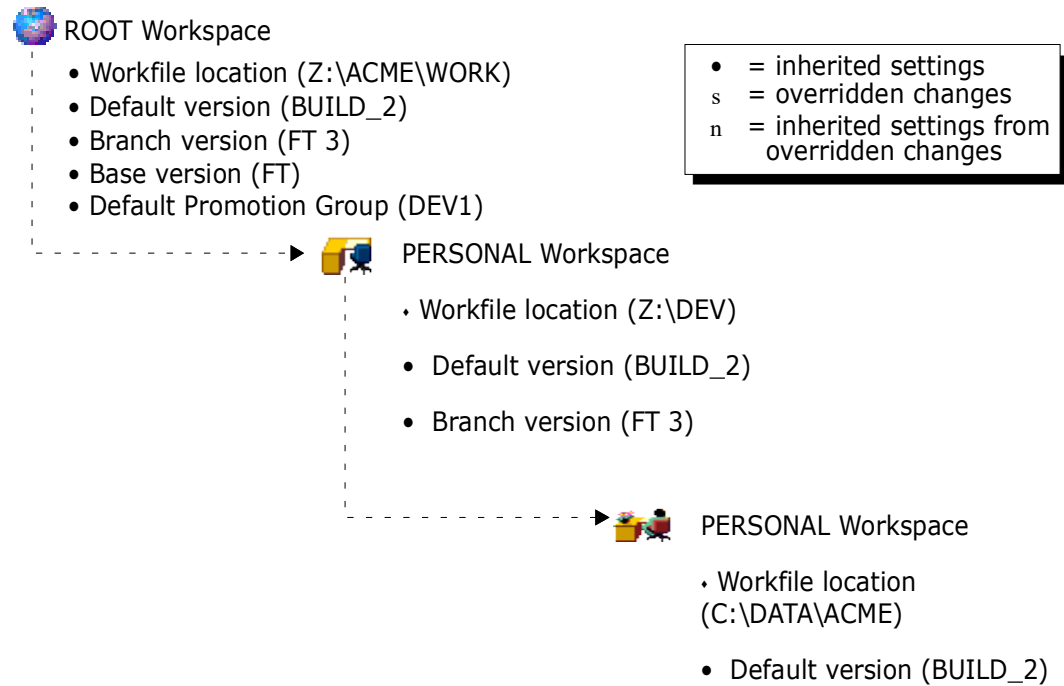 ROOT Workspace
• Workfile location (Z:\ACME\WORK)
• Default version (BUILD_2)
• Branch version (FT 3)
• Base version (FT)
• Default Promotion Group (DEV1)
• = inherited settings
s = overridden changes
n = inherited settings from
overridden changes
PERSONAL Workspace
⬩ Workfile location (Z:\DEV)
• Default version (BUILD_2)
• Branch version (FT 3)
PERSONAL Workspace
⬩ Workfile location
(C:\DATA\ACME)
• Default version (BUILD_2)